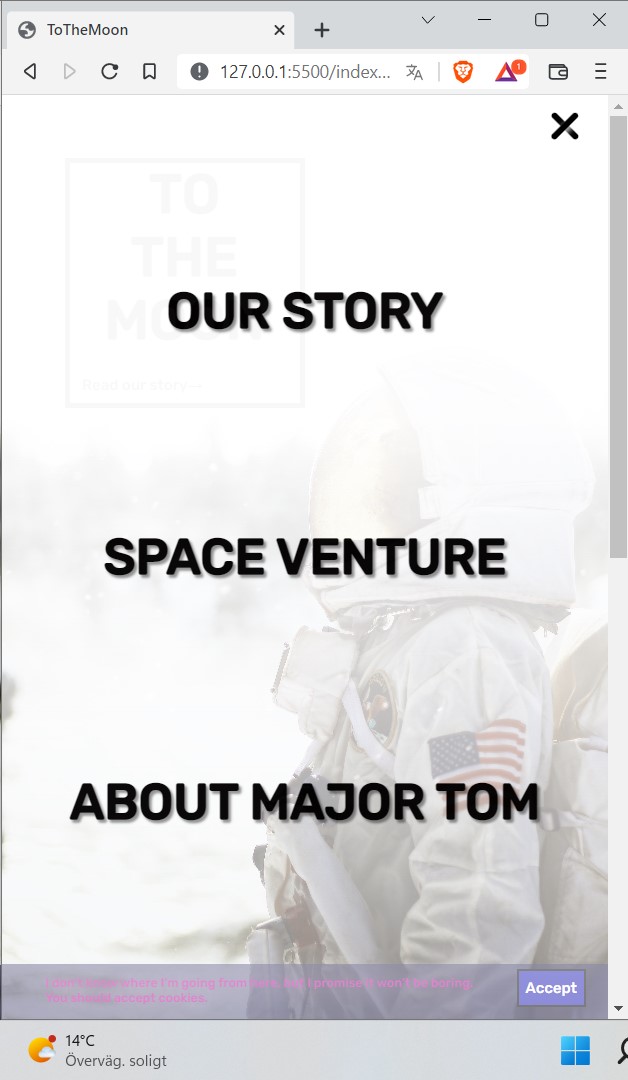 ToTheMoon
127.0.0.1:5500/index...
1
TO
THE
MOON
OUR STORY
Read our story --
SPACE VENTURE
ABOUT MAJOR TOM
I don't know where I'm going from here, but I promise it won't be boring.
You should accept cookies.
Accept
14°C
Överväg. soligt